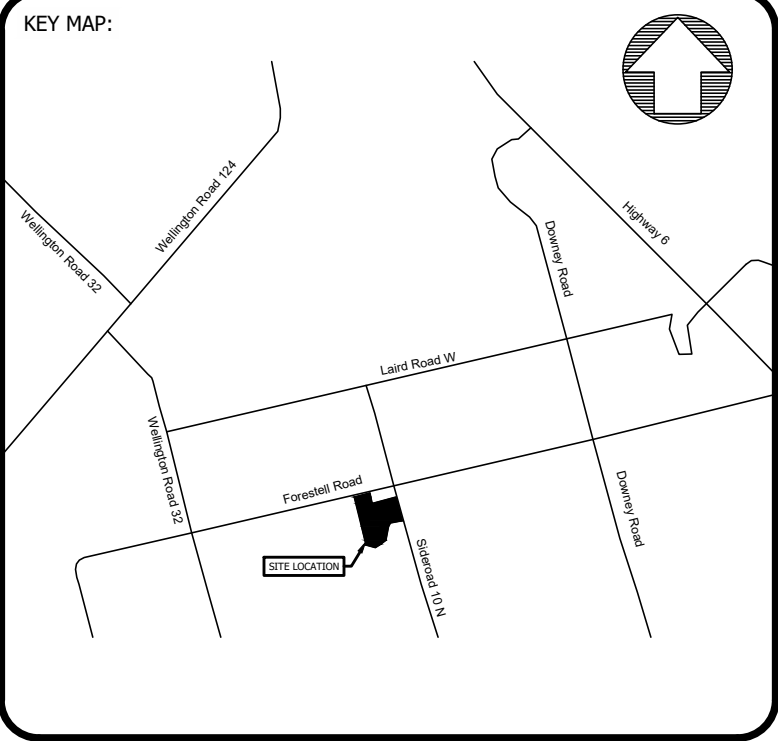 KEY MAP:
Wellington Road 124
Wellington Road 32
Highway 6
Downey Road
Laird Road W
Wellington Road 32
Forestell Road
Downey Road
SITE LOCATION
Sideroad 10 N